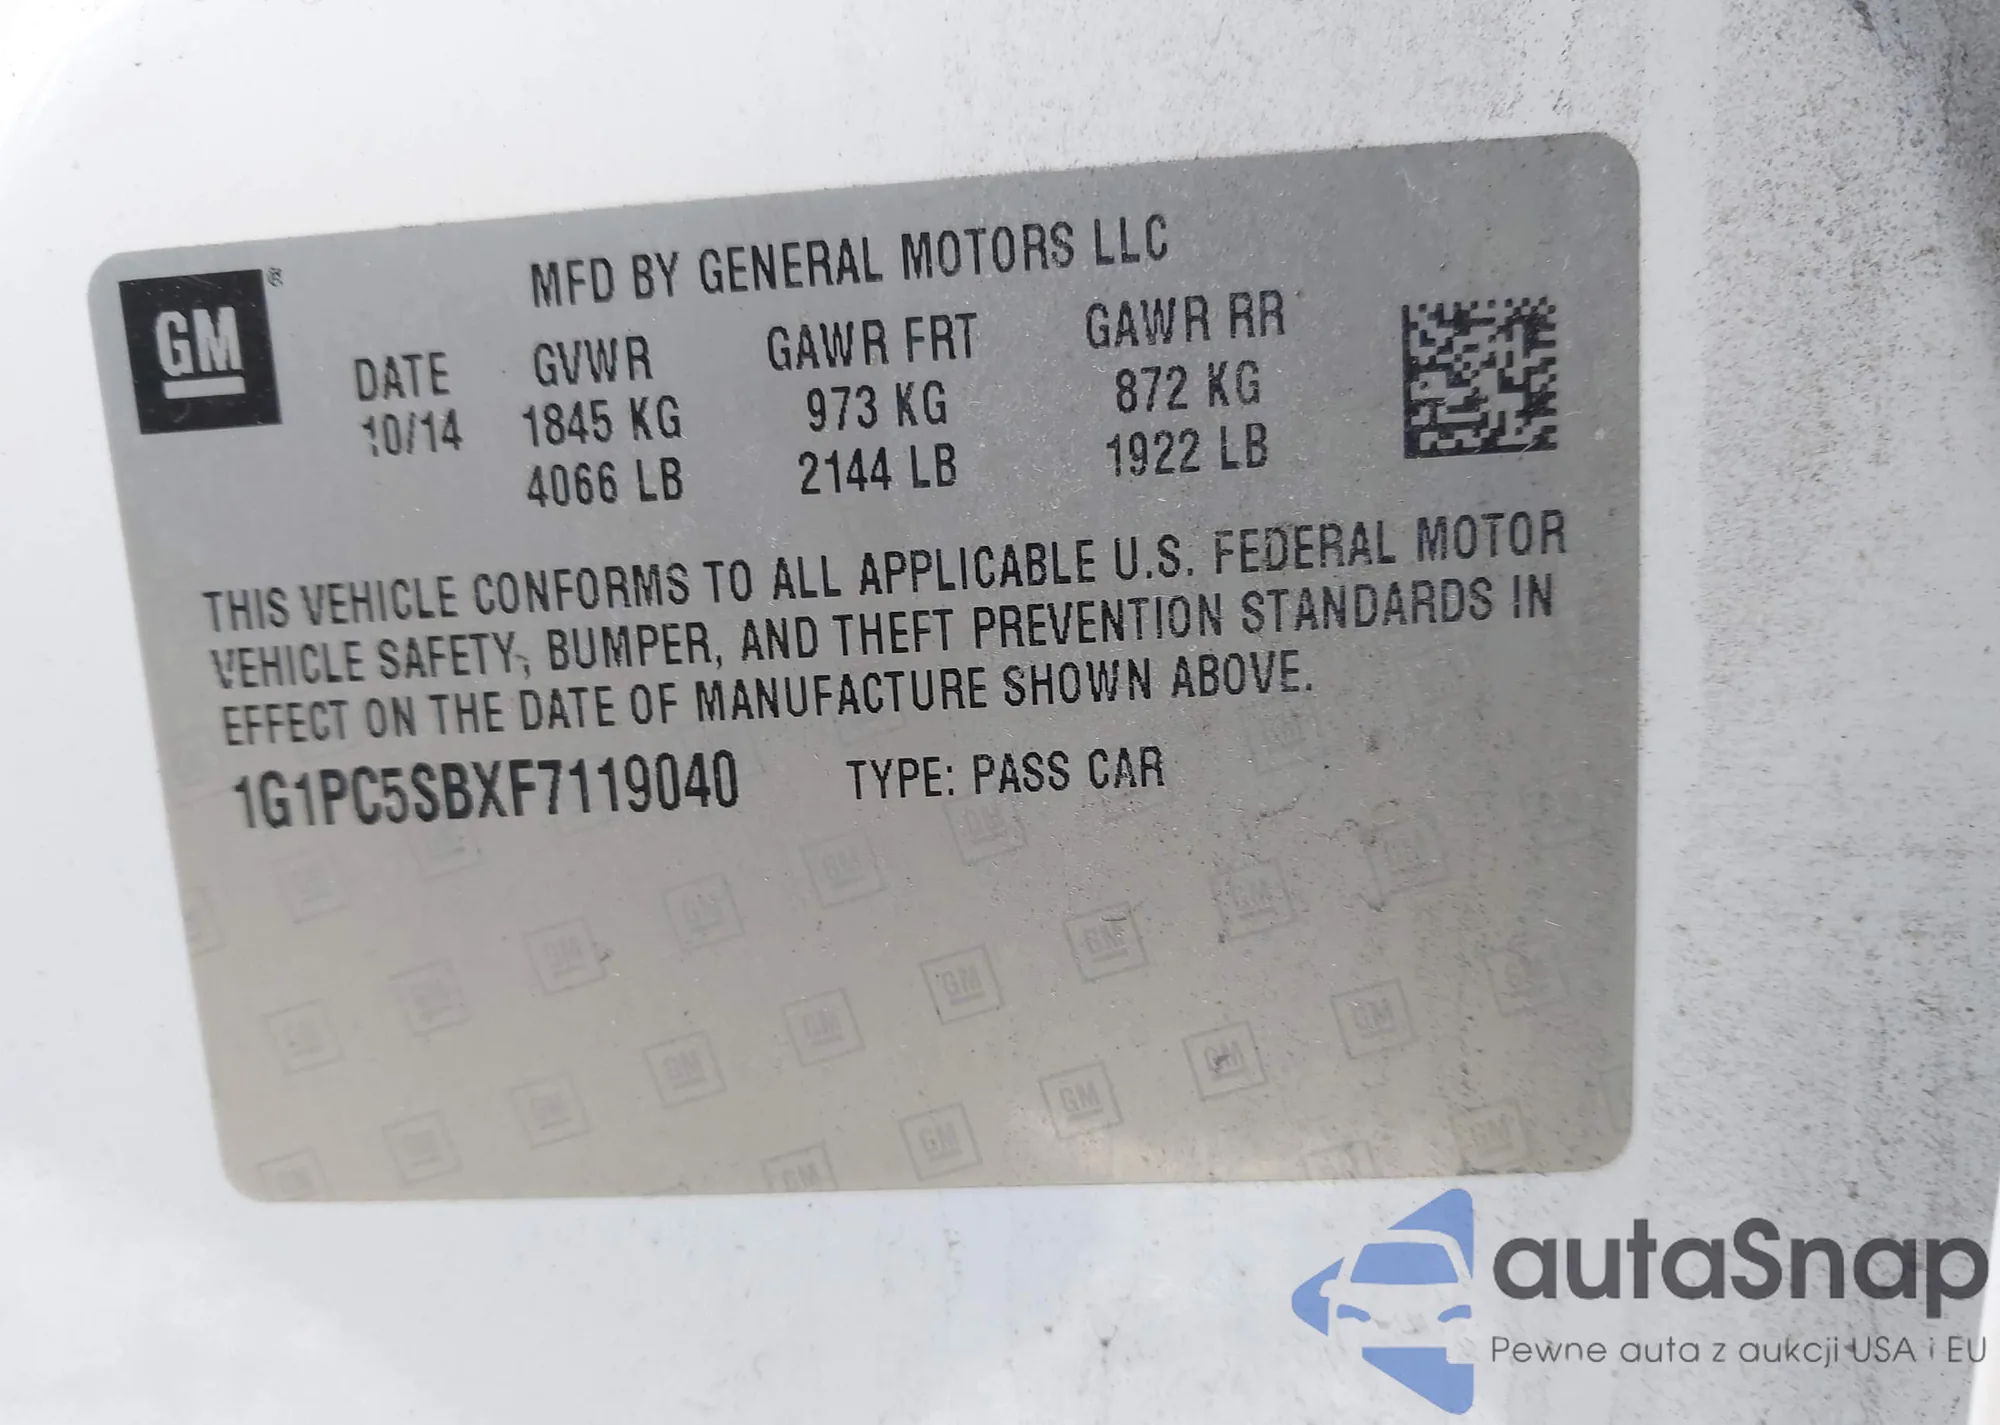 GM ®
MFD BY GENERAL MOTORS LLC
DATE GVWR GAWR FRT GAWR RR
10/14 1845 KG 973 KG 872 KG
4066 LB 2144 LB 1922 LB
THIS VEHICLE CONFORMS TO ALL APPLICABLE U.S. FEDERAL MOTOR
VEHICLE SAFETY, BUMPER, AND THEFT PREVENTION STANDARDS IN
EFFECT ON THE DATE OF MANUFACTURE SHOWN ABOVE.
1G1PC5SBXF7119040 TYPE: PASS CAR
autaSnap
Pewne auta z aukcji USA i EU